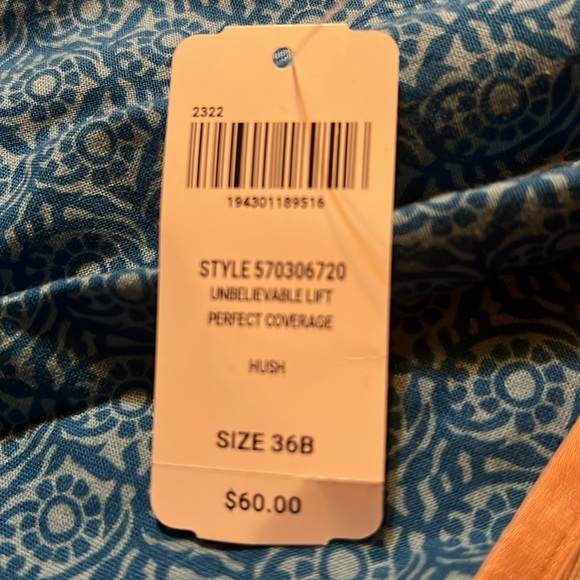 2322
194301189516
STYLE 570306720
UNBELIEVABLE LIFT
PERFECT COVERAGE
HUSH
SIZE 36B
$60.00